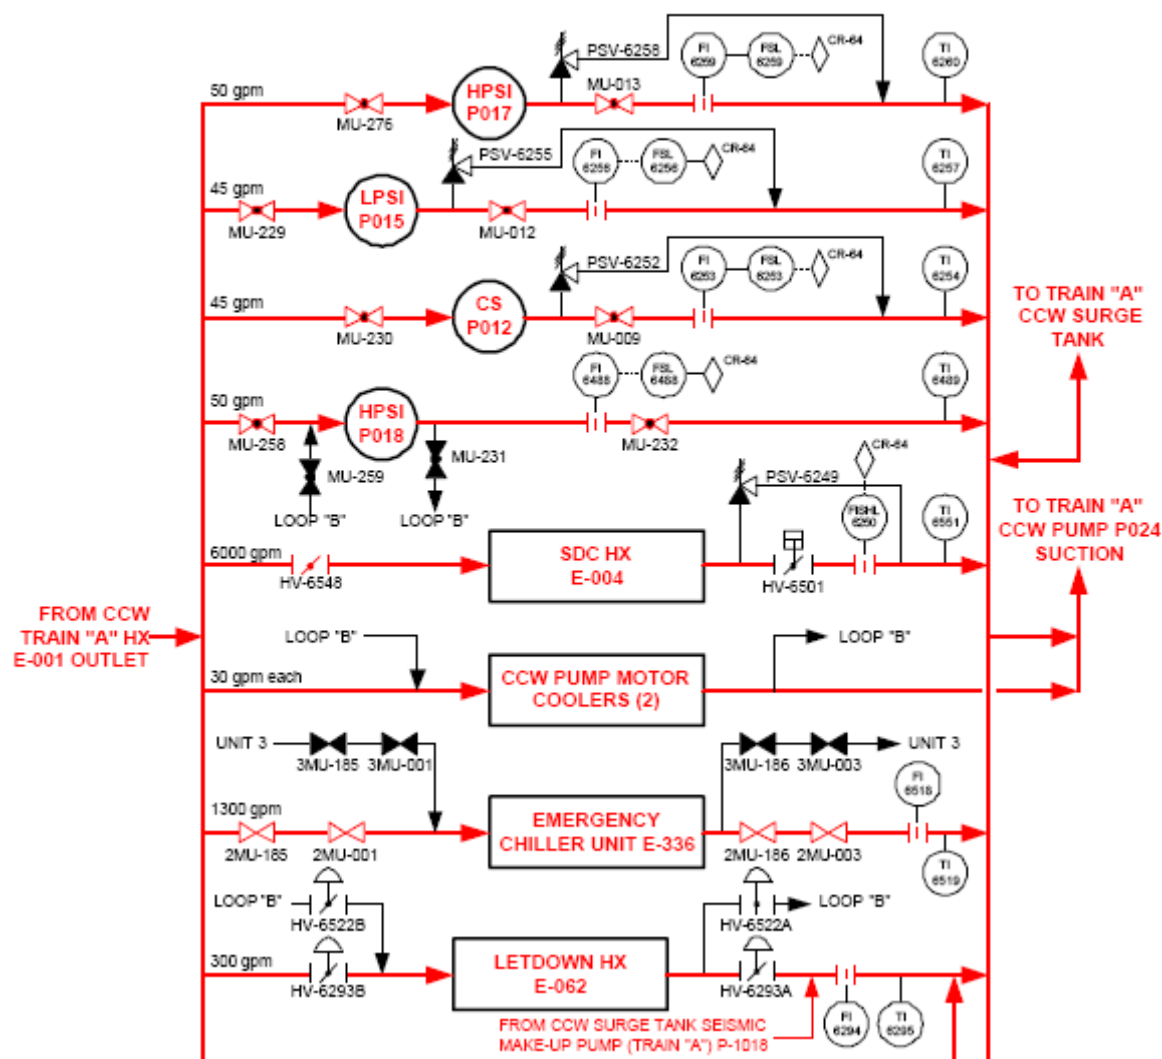 PSV-6258
FI
6259
FSL
6259
CR-64
TI
6260
50 gpm
HPSI
P017
MU-013
MU-276
PSV-6255
FI
6256
FSL
6256
CR-64
TI
6257
45 gpm
LPSI
P015
MU-229
MU-012
PSV-6252
FI
6253
FSL
6253
CR-64
TI
6254
45 gpm
CS
P012
MU-230
MU-009
TO TRAIN "A"
CCW SURGE
TANK
FI
6488
FSL
6488
CR-64
TI
6489
50 gpm
HPSI
P018
MU-258
MU-232
MU-231
MU-259
LOOP "B"
LOOP "B"
PSV-6249
CR-64
FISHL
6250
TI
6551
TO TRAIN "A"
CCW PUMP P024
SUCTION
6000 gpm
SDC HX
E-004
HV-6548
HV-6501
FROM CCW
TRAIN "A" HX
E-001 OUTLET
LOOP "B"
LOOP "B"
30 gpm each
CCW PUMP MOTOR
COOLERS (2)
UNIT 3
3MU-185
3MU-001
3MU-186
3MU-003
UNIT 3
FI
6518
1300 gpm
EMERGENCY
CHILLER UNIT E-336
2MU-185
2MU-001
2MU-186
2MU-003
TI
6519
LOOP "B"
HV-6522B
HV-6522A
LOOP "B"
300 gpm
LETDOWN HX
E-062
HV-6293B
HV-6293A
FROM CCW SURGE TANK SEISMIC
MAKE-UP PUMP (TRAIN "A") P-1018
FI
6294
TI
6295